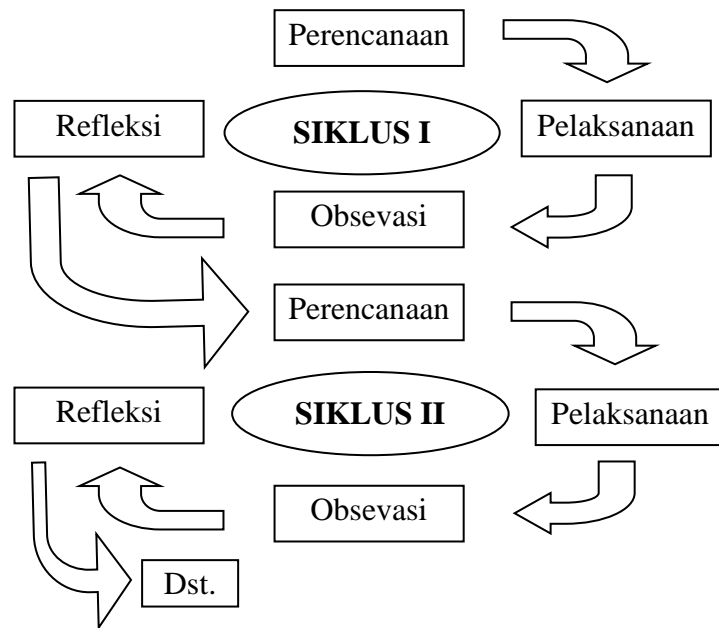 Perencanaan
Refleksi
SIKLUS I
Pelaksanaan
Obsevasi
Perencanaan
Refleksi
SIKLUS II
Pelaksanaan
Obsevasi
Dst.